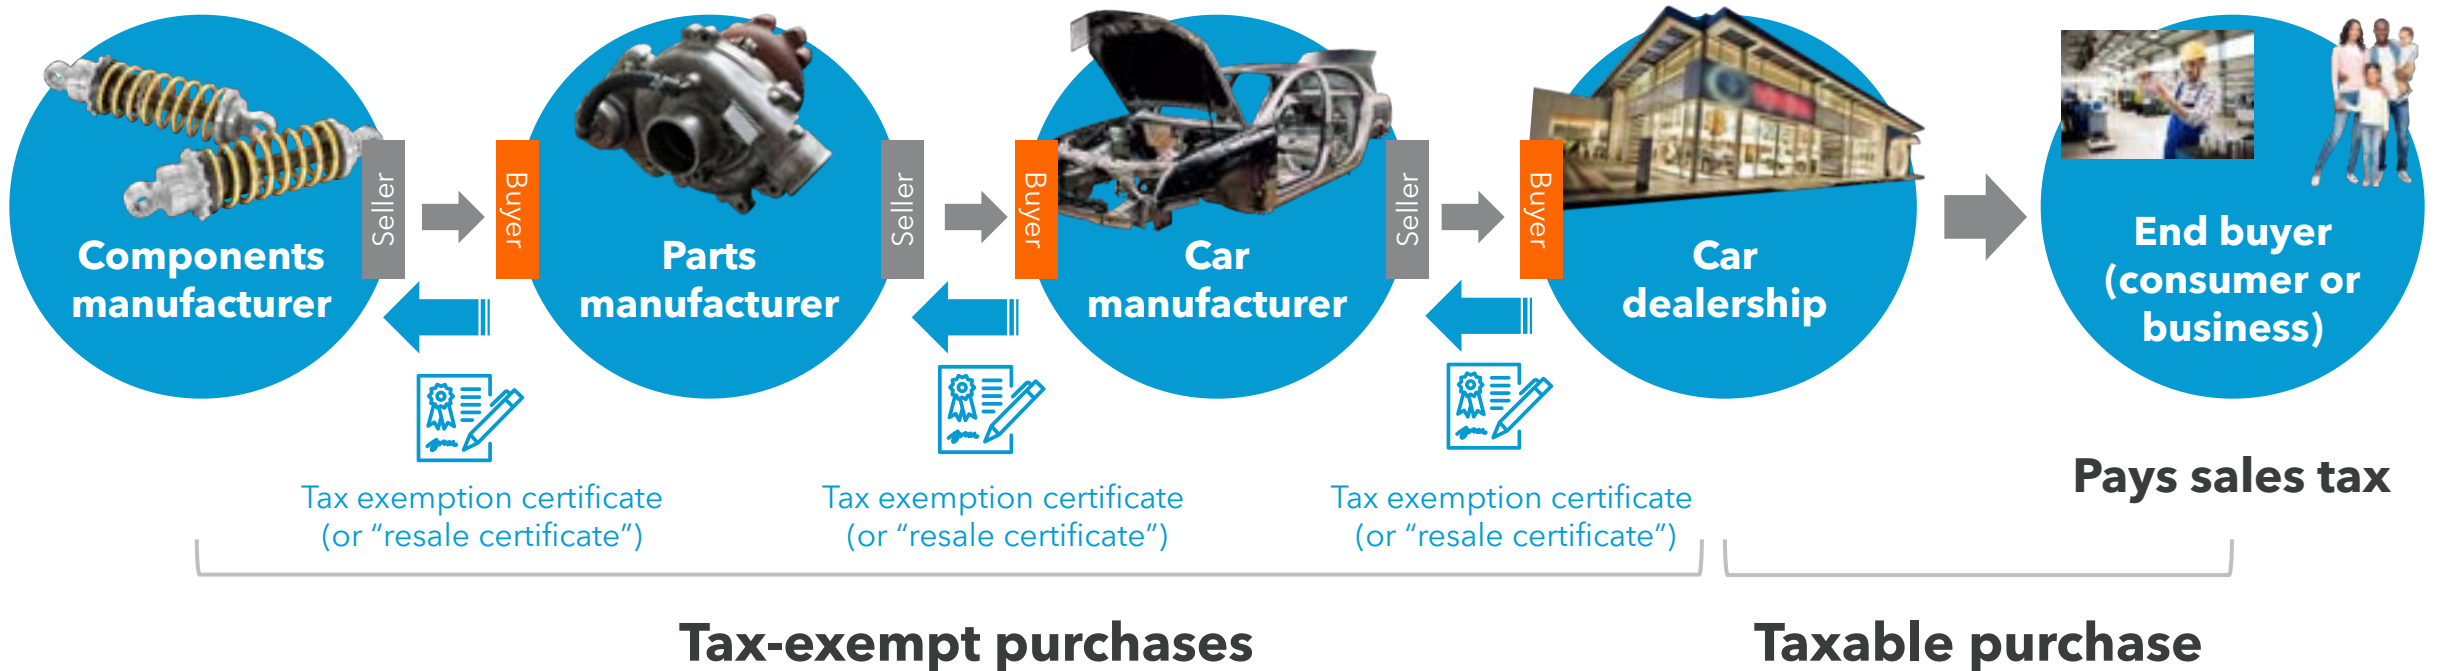 Seller
Buyer
Seller
Buyer
Seller
Buyer
Components
manufacturer
Parts
manufacturer
Car
manufacturer
Car
dealership
End buyer
(consumer or
business)
Pays sales tax
Tax exemption certificate
(or “resale certificate”)
Tax exemption certificate
(or “resale certificate”)
Tax exemption certificate
(or “resale certificate”)
Tax-exempt purchases
Taxable purchase